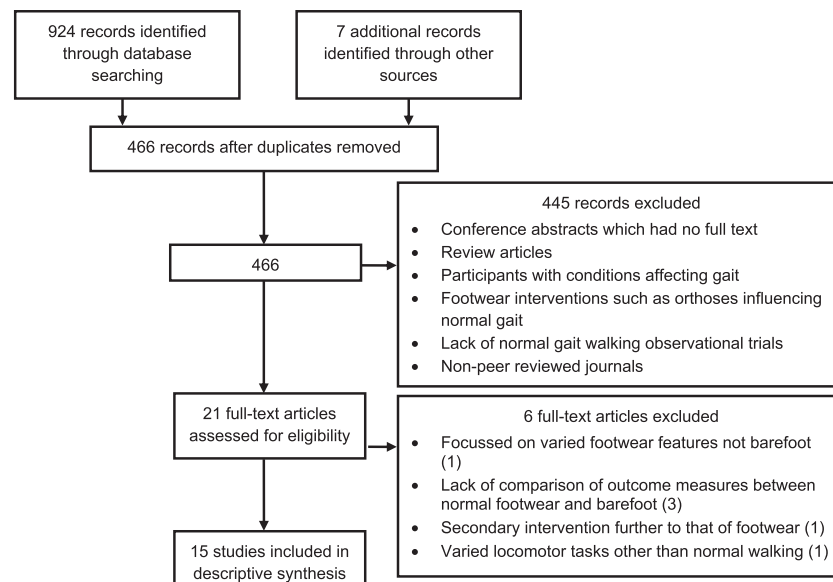 924 records identified
through database
searching
7 additional records
identified through other
sources
466 records after duplicates removed
445 records excluded
• Conference abstracts which had no full text
• Review articles
• Participants with conditions affecting gait
• Footwear interventions such as orthoses influencing
normal gait
• Lack of normal gait walking observational trials
• Non-peer reviewed journals
466
21 full-text articles
assessed for eligibility
6 full-text articles excluded
• Focussed on varied footwear features not barefoot
(1)
• Lack of comparison of outcome measures between
normal footwear and barefoot (3)
• Secondary intervention further to that of footwear (1)
• Varied locomotor tasks other than normal walking (1)
15 studies included in
descriptive synthesis